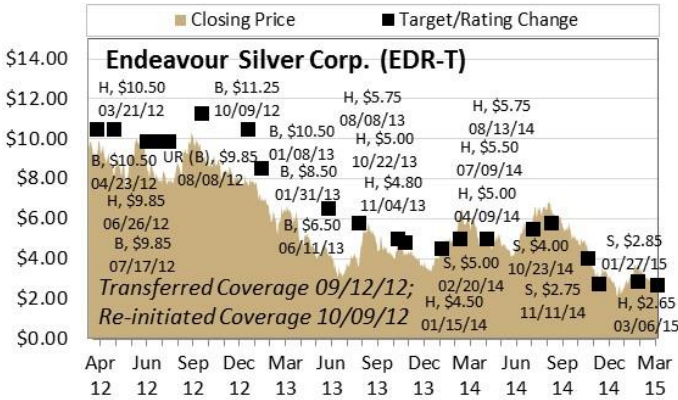 Closing Price
Target/Rating Change
Endeavour Silver Corp. (EDR-T)
$14.00
$12.00
$10.00
$8.00
$6.00
$4.00
$2.00
$0.00
H, $10.50
03/21/12
B, $10.50
04/23/12
H, $9.85
06/26/12
B, $9.85
07/17/12
UR (B), $9.85
08/08/12
B, $11.25
10/09/12
B, $10.50
01/08/13
B, $8.50
01/31/13
B, $6.50
06/11/13
H, $5.75
08/08/13
H, $5.00
10/22/13
H, $4.80
11/04/13
H, $4.50
01/15/14
S, $5.00
02/20/14
H, $5.00
04/09/14
H, $5.50
07/09/14
H, $5.75
08/13/14
S, $4.00
10/23/14
S, $2.75
11/11/14
S, $2.85
01/27/15
H, $2.65
03/06/15
Transferred Coverage 09/12/12;
Re-initiated Coverage 10/09/12
Apr Jun Sep Dec Mar Jun Sep Dec Mar Jun Sep Dec Mar
12 12 12 12 13 13 13 13 14 14 14 14 15